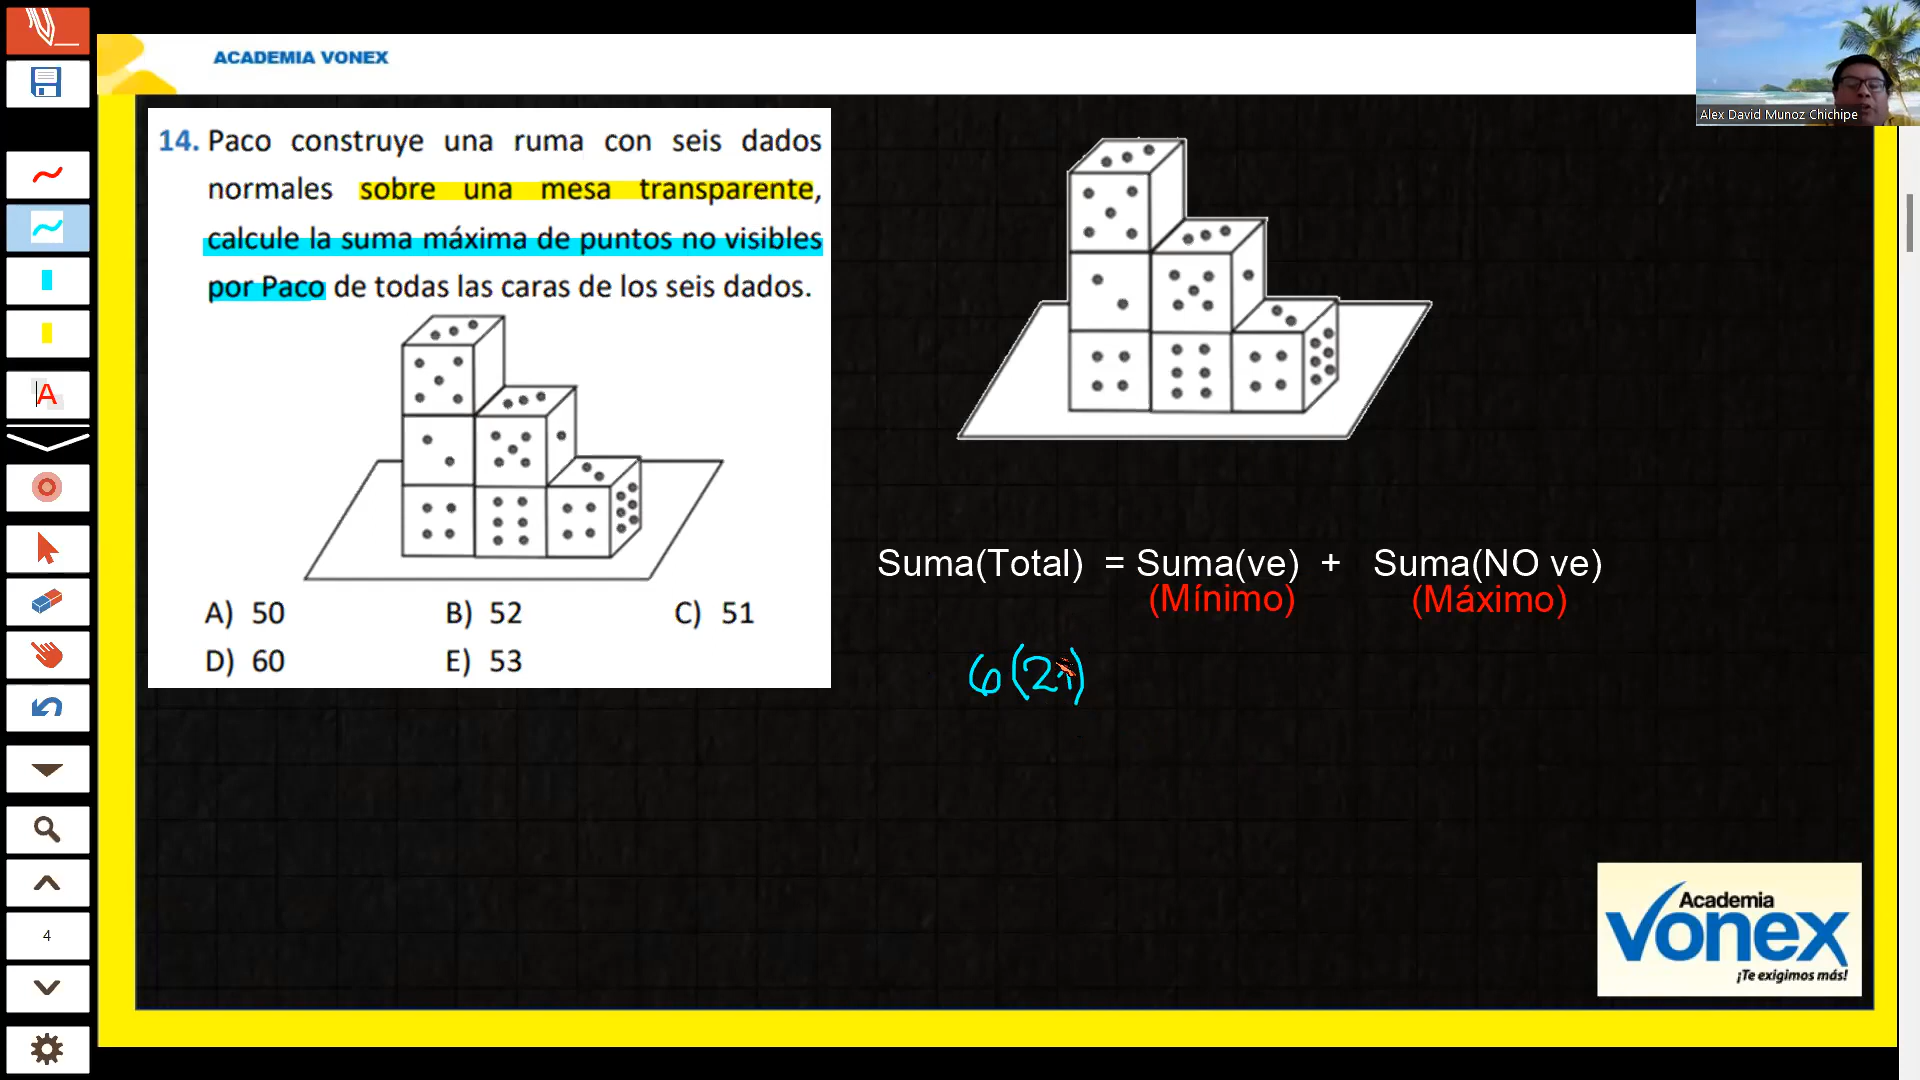 ACADEMIA VONEX
Alex David Munoz Chichipe
14. Paco construye una ruma con seis dados
normales sobre una mesa transparente,
calcule la suma máxima de puntos no visibles
por Paco de todas las caras de los seis dados.
A) 50 B) 52 C) 51
D) 60 E) 53
Suma(Total) = Suma(ve) + Suma(NO ve)
(Mínimo) (Máximo)
6(21)
A
4
Academia
Vonex
¡Te exigimos más!